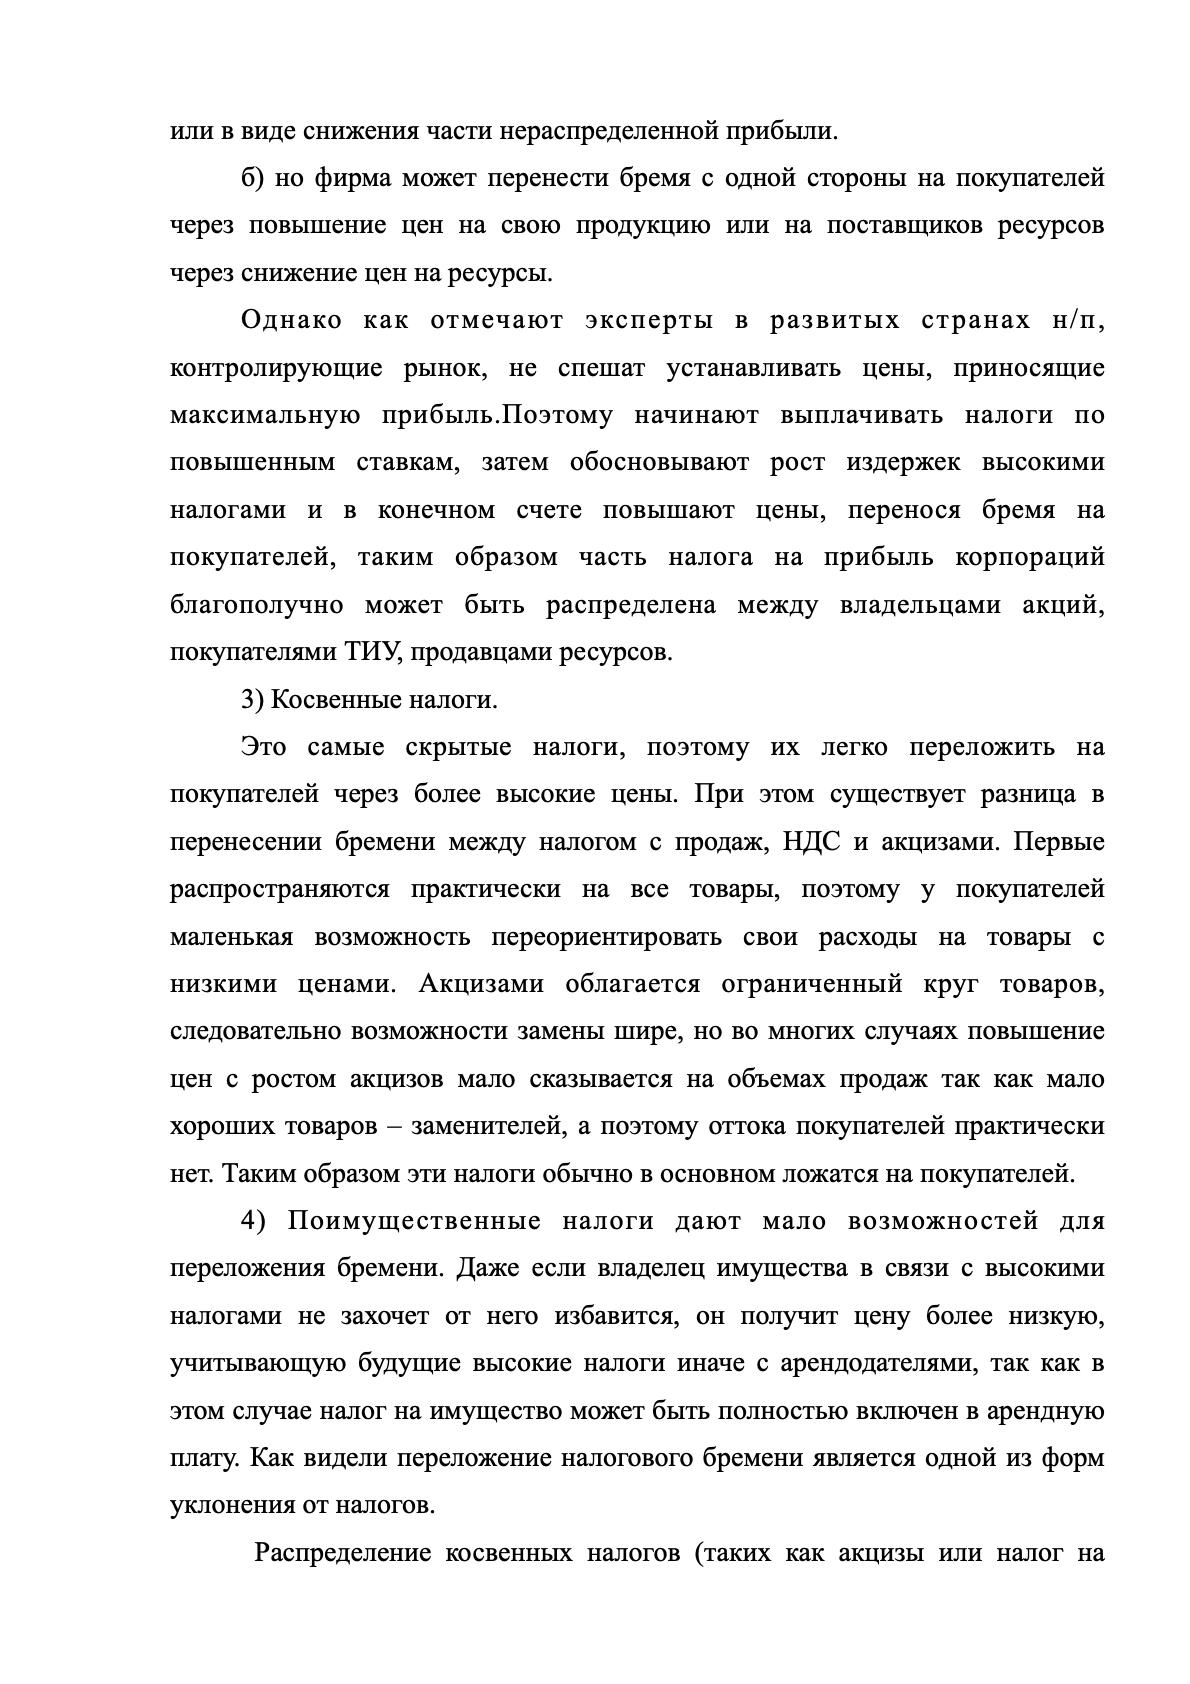 или в виде снижения части нераспределенной прибыли.
б) но фирма может перенести бремя с одной стороны на покупателей
через повышение цен на свою продукцию или на поставщиков ресурсов
через снижение цен на ресурсы.
Однако как отмечают эксперты в развитых странах н/п,
контролирующие рынок, не спешат устанавливать цены, приносящие
максимальную прибыль.Поэтому начинают выплачивать налоги по
повышенным ставкам, затем обосновывают рост издержек высокими
налогами и в конечном счете повышают цены, перенося бремя на
покупателей, таким образом часть налога на прибыль корпораций
благополучно может быть распределена между владельцами акций,
покупателями ТИУ, продавцами ресурсов.
3) Косвенные налоги.
Это самые скрытые налоги, поэтому их легко переложить на
покупателей через более высокие цены. При этом существует разница в
перенесении бремени между налогом с продаж, НДС и акцизами. Первые
распространяются практически на все товары, поэтому у покупателей
маленькая возможность переориентировать свои расходы на товары с
низкими ценами. Акцизами облагается ограниченный круг товаров,
следовательно возможности замены шире, но во многих случаях повышение
цен с ростом акцизов мало сказывается на объемах продаж так как мало
хороших товаров – заменителей, а поэтому оттока покупателей практически
нет. Таким образом эти налоги обычно в основном ложатся на покупателей.
4) Поимущественные налоги дают мало возможностей для
переложения бремени. Даже если владелец имущества в связи с высокими
налогами не захочет от него избавится, он получит цену более низкую,
учитывающую будущие высокие налоги иначе с арендодателями, так как в
этом случае налог на имущество может быть полностью включен в арендную
плату. Как видели переложение налогового бремени является одной из форм
уклонения от налогов.
Распределение косвенных налогов (таких как акцизы или налог на